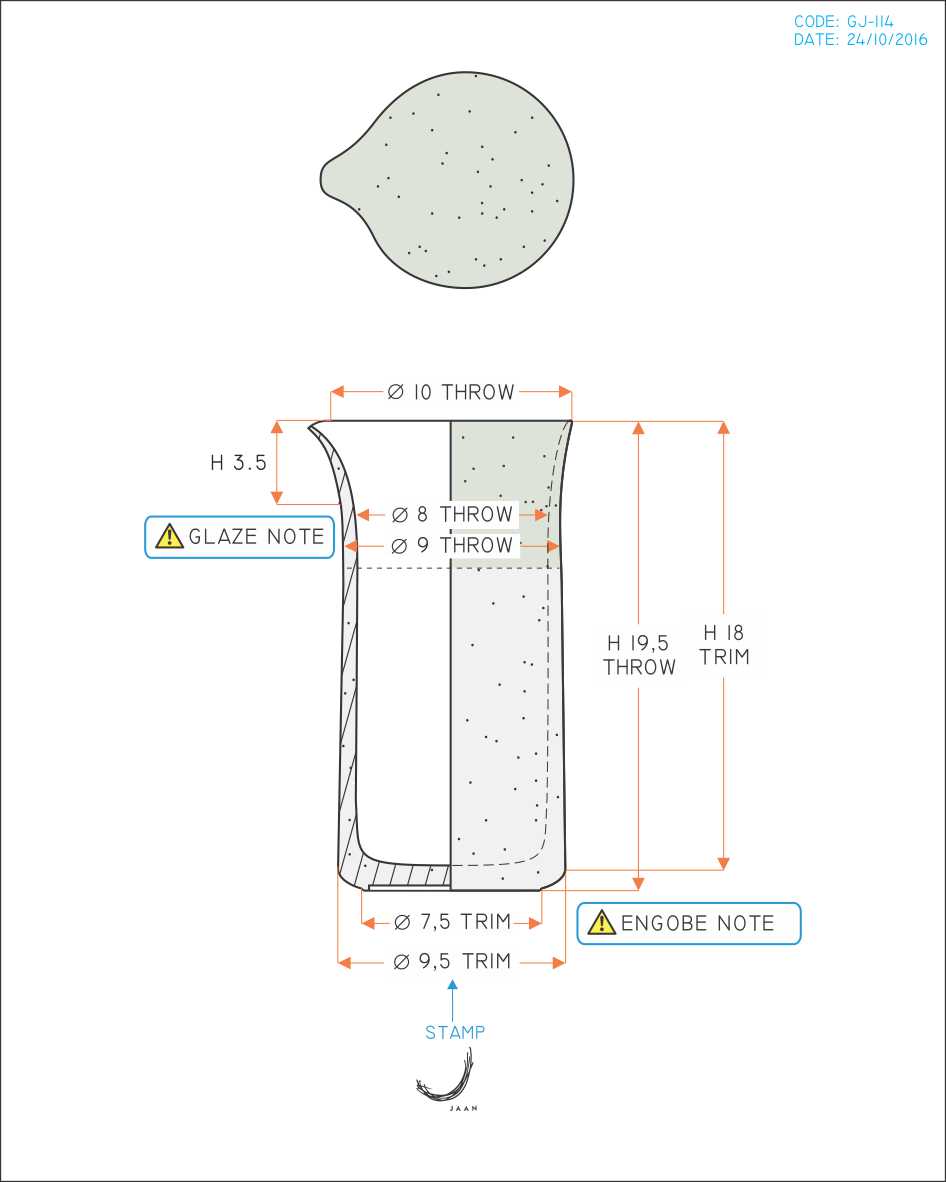 CODE: GJ-114
DATE: 24/10/2016
Ø 10 THROW
H 3.5
Ø 8 THROW
GLAZE NOTE
Ø 9 THROW
H 19,5
THROW
H 18
TRIM
Ø 7,5 TRIM
ENGOBE NOTE
Ø 9,5 TRIM
STAMP
JAAN